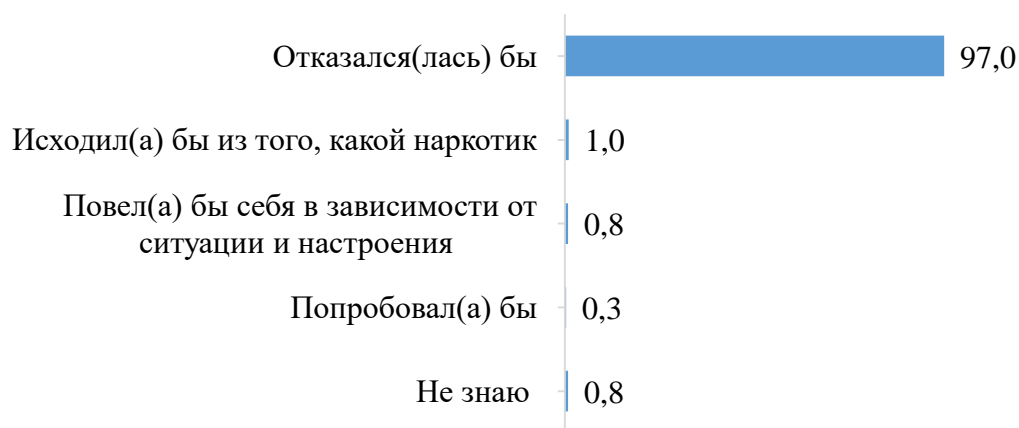 Отказался(лась) бы 97,0
Исходил(а) бы из того, какой наркотик 1,0
Повел(а) бы себя в зависимости от
ситуации и настроения 0,8
Попробовал(а) бы 0,3
Не знаю 0,8